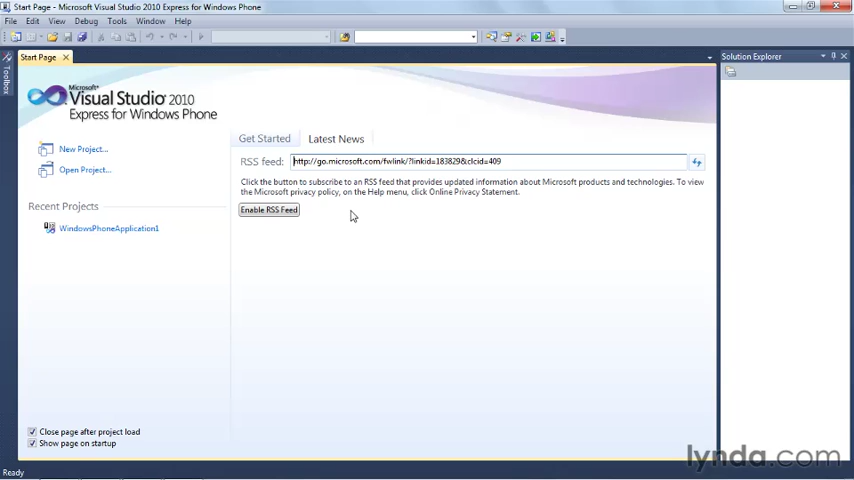 Start Page - Microsoft Visual Studio 2010 Express for Windows Phone
File Edit View Debug Tools Window Help
Start Page
Solution Explorer
Toolbox
Microsoft
Visual Studio 2010
Express for Windows Phone
Get Started Latest News
New Project...
RSS feed: http://go.microsoft.com/fwlink/?linkid=183829&clcid=409
Open Project...
Click the button to subscribe to an RSS feed that provides updated information about Microsoft products and technologies. To view
the Microsoft privacy policy, on the Help menu, click Online Privacy Statement.
Enable RSS Feed
Recent Projects
WindowsPhoneApplication1
Close page after project load
Show page on startup
lynda.com
Ready